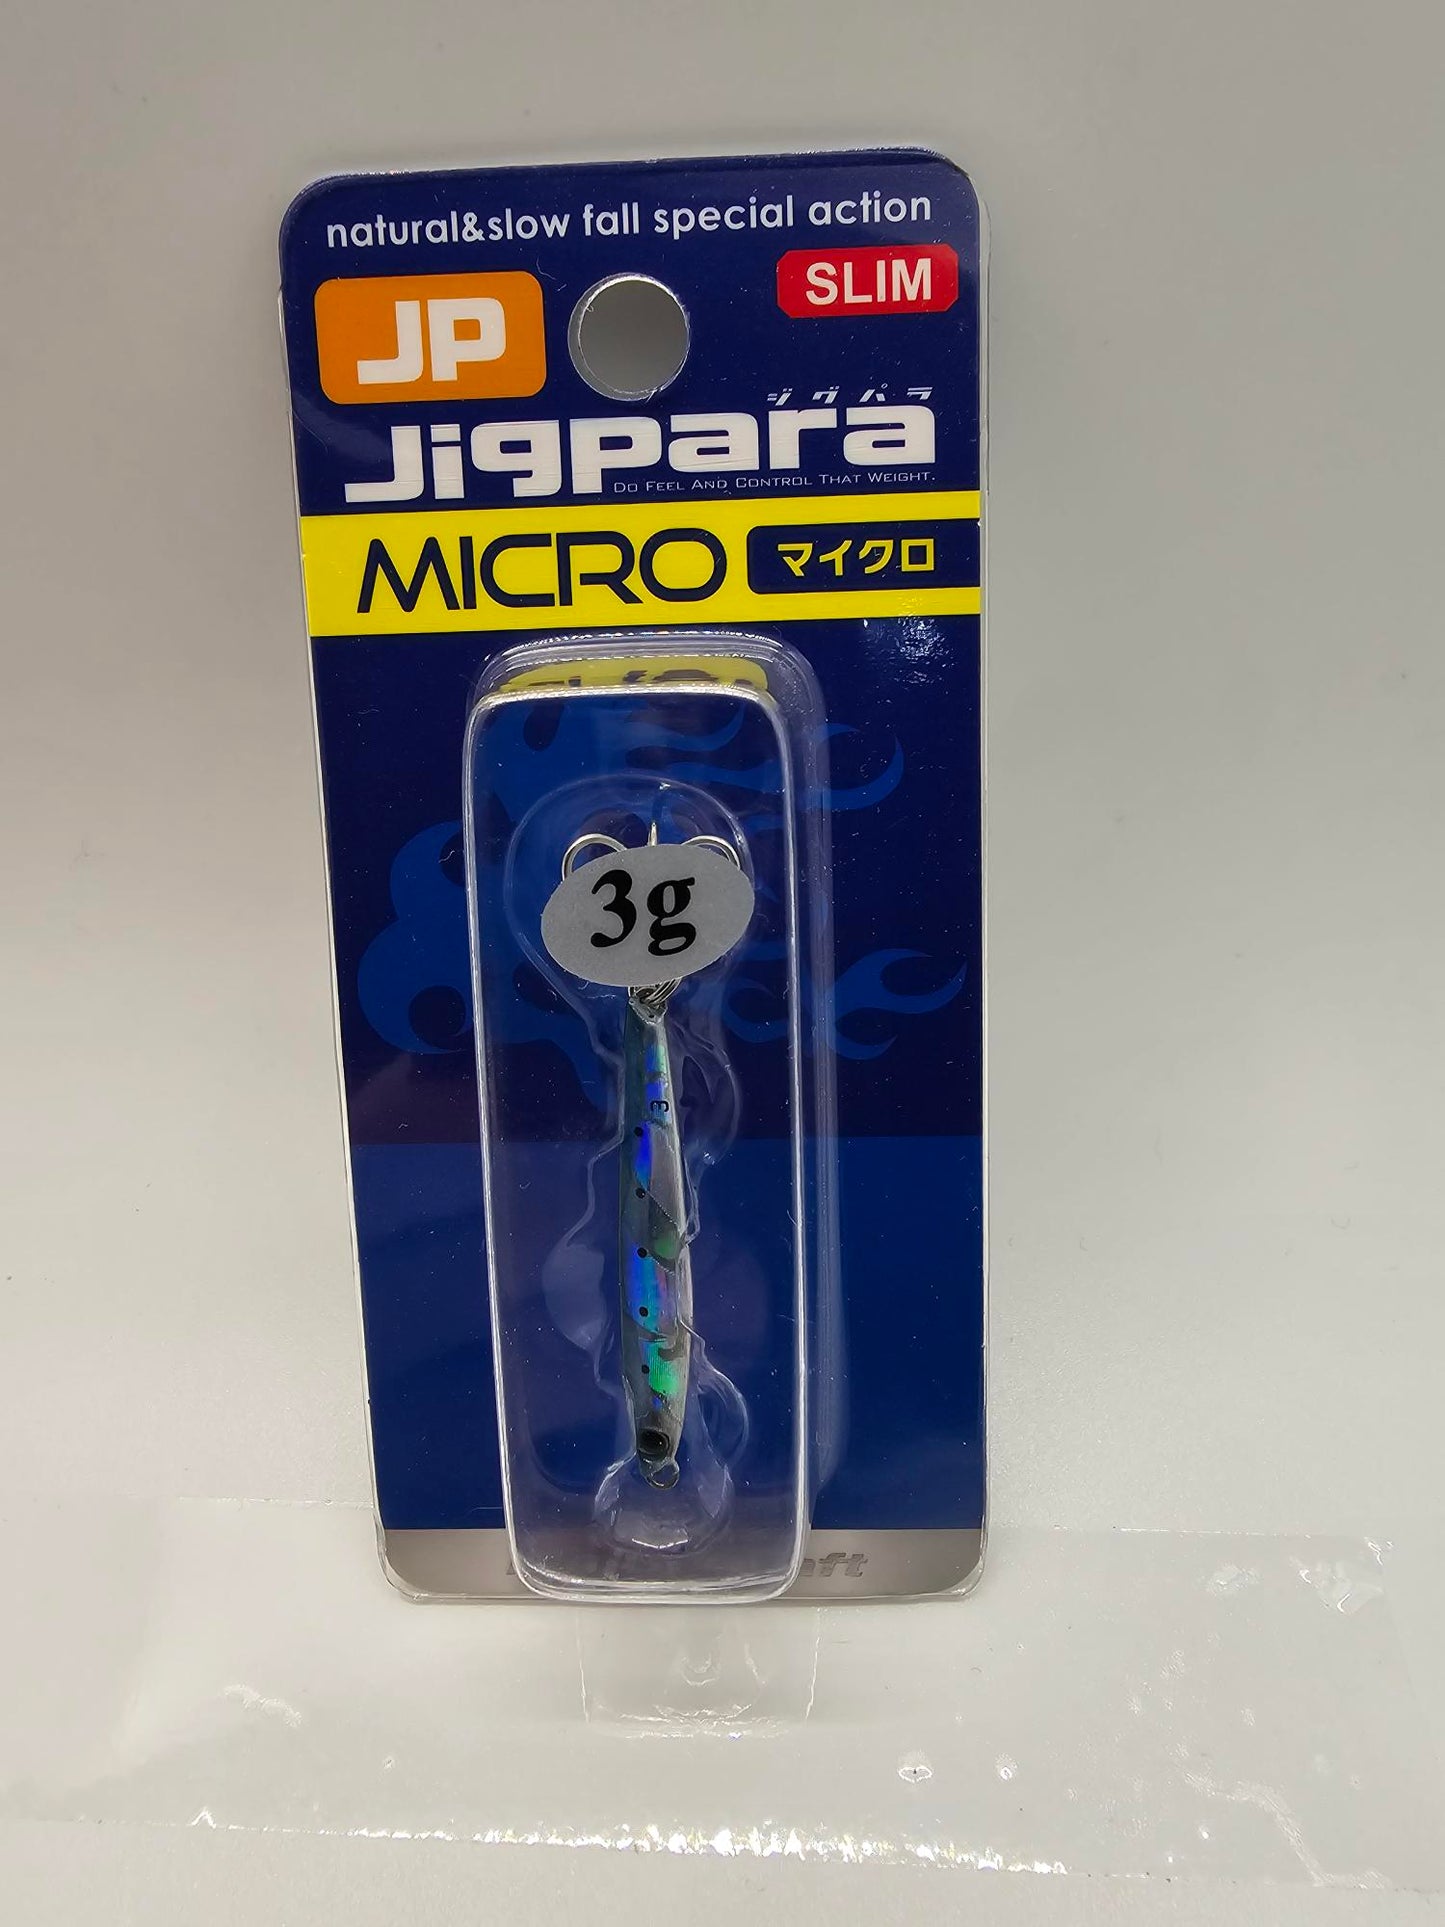 natural&slow fall special action
SLIM
JP
ジグパラ
Jigpara
DO FEEL AND CONTROL THAT WEIGHT.
MICRO マイクロ
3g
3